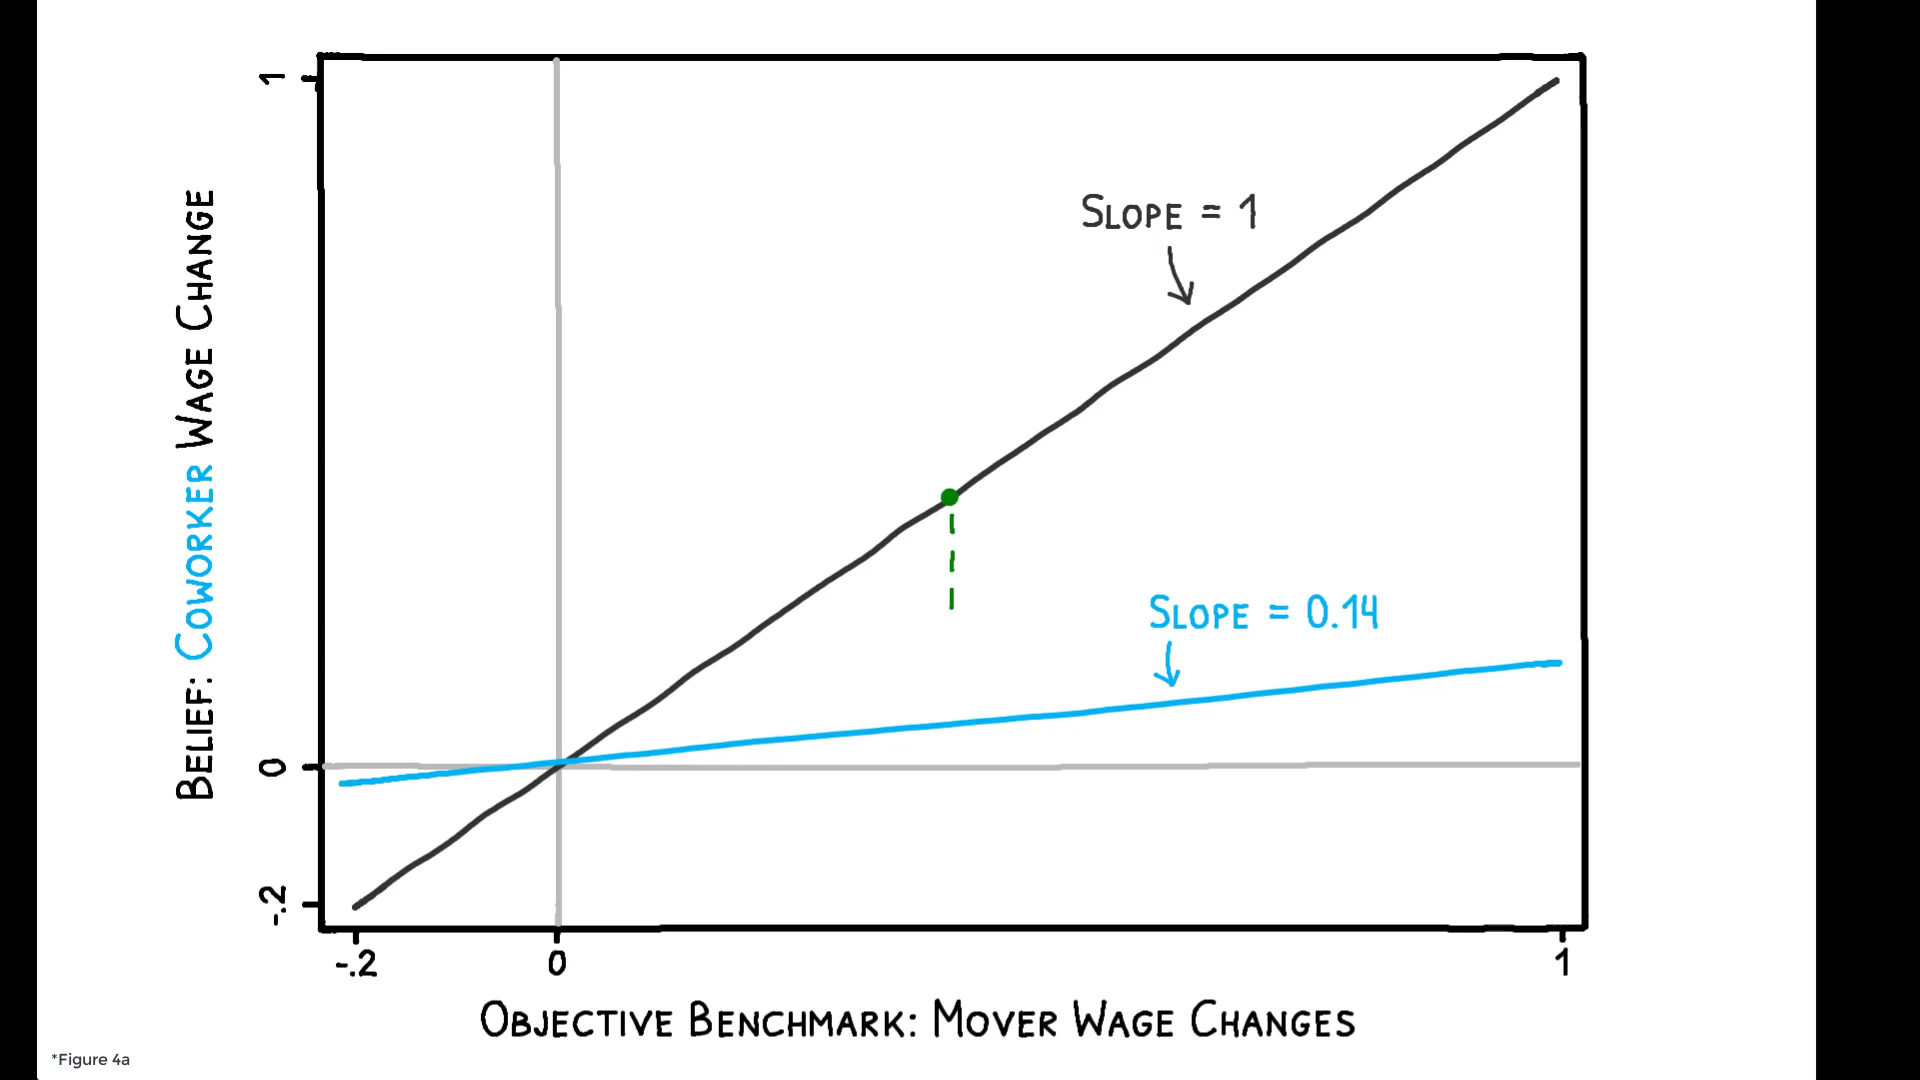 1
SLOPE = 1
BELIEF: COWORKER WAGE CHANGE
SLOPE = 0.14
0
-.2
-.2
0
1
OBJECTIVE BENCHMARK: MOVER WAGE CHANGES
*Figure 4a